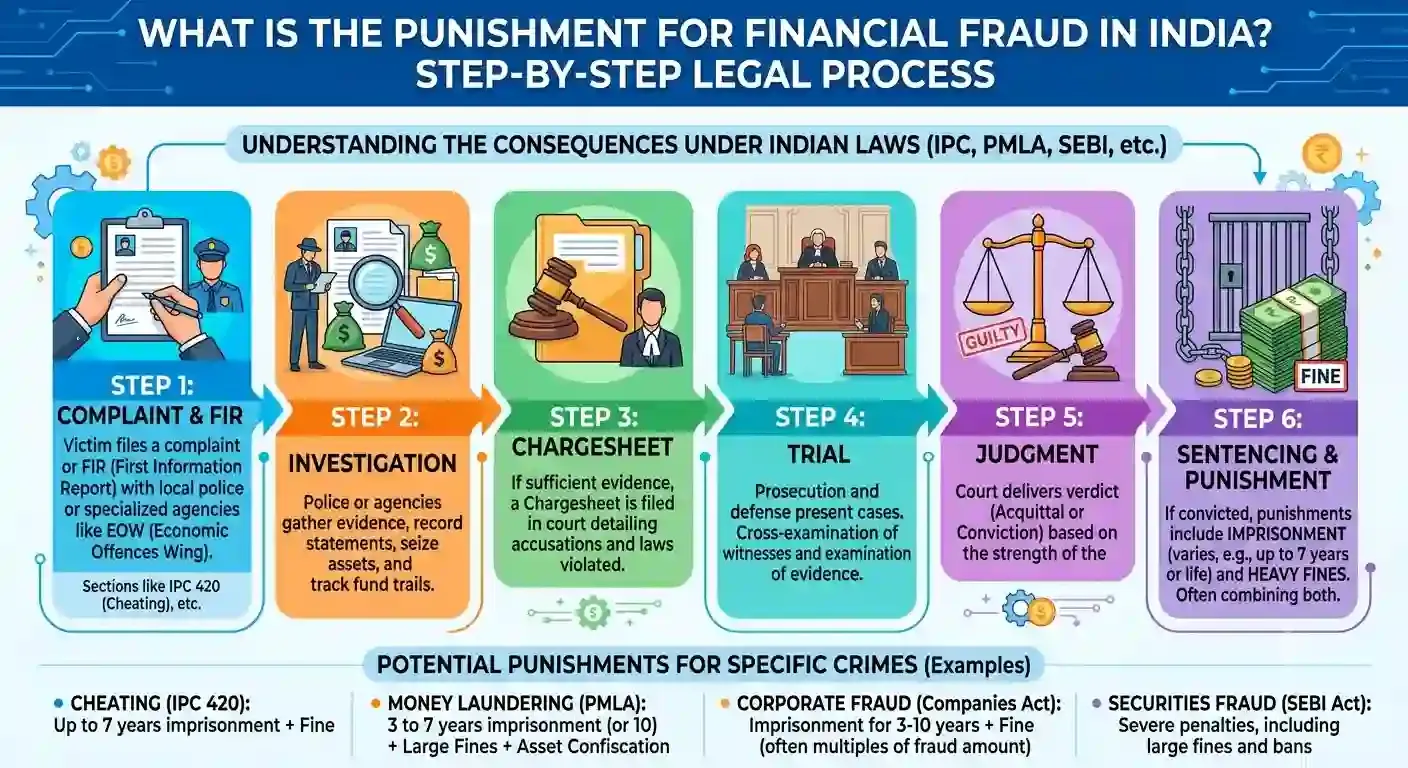 WHAT IS THE PUNISHMENT FOR FINANCIAL FRAUD IN INDIA?
STEP-BY-STEP LEGAL PROCESS
UNDERSTANDING THE CONSEQUENCES UNDER INDIAN LAWS (IPC, PMLA, SEBI, etc.)
STEP 1:
COMPLAINT & FIR
Victim files a complaint
or FIR (First Information
Report) with local police
or specialized agencies
like EOW (Economic
Offences Wing).
Sections like IPC 420
(Cheating), etc.
STEP 2:
INVESTIGATION
Police or agencies
gather evidence, record
statements, seize
assets, and
track fund trails.
STEP 3:
CHARGESHEET
If sufficient evidence,
a Chargesheet is filed
in court detailing
accusations and laws
violated.
STEP 4:
TRIAL
Prosecution and
defense present cases.
Cross-examination of
witnesses and examination
of evidence.
GUILTY
STEP 5:
JUDGMENT
Court delivers verdict
(Acquittal or
Conviction) based on
the strength of the
FINE
STEP 6:
SENTENCING &
PUNISHMENT
If convicted, punishments
include IMPRISONMENT
(varies, e.g., up to 7 years
or life) and HEAVY FINES.
Often combining both.
POTENTIAL PUNISHMENTS FOR SPECIFIC CRIMES (Examples)
• CHEATING (IPC 420):
Up to 7 years imprisonment + Fine
• MONEY LAUNDERING (PMLA):
3 to 7 years imprisonment (or 10)
+ Large Fines + Asset Confiscation
• CORPORATE FRAUD (Companies Act):
Imprisonment for 3-10 years + Fine
(often multiples of fraud amount)
• SECURITIES FRAUD (SEBI Act):
Severe penalties, including
large fines and bans